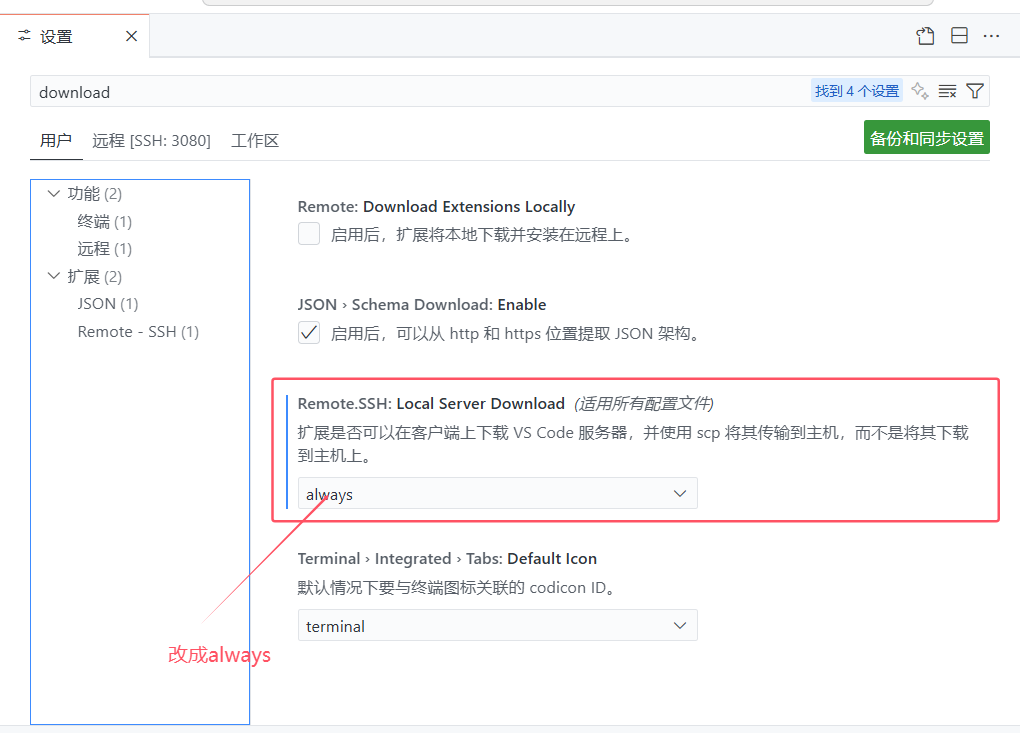 设置
download
找到 4 个设置
用户
远程 [SSH: 3080]
工作区
备份和同步设置
功能 (2)
终端 (1)
远程 (1)
扩展 (2)
JSON (1)
Remote - SSH (1)
Remote: Download Extensions Locally
启用后，扩展将本地下载并安装在远程上。
JSON › Schema Download: Enable
启用后，可以从 http 和 https 位置提取 JSON 架构。
Remote.SSH: Local Server Download (适用所有配置文件)
扩展是否可以在客户端上下载 VS Code 服务器，并使用 scp 将其传输到主机，而不是将其下载
到主机上。
always
Terminal › Integrated › Tabs: Default Icon
默认情况下要与终端图标关联的 codicon ID。
terminal
改成always